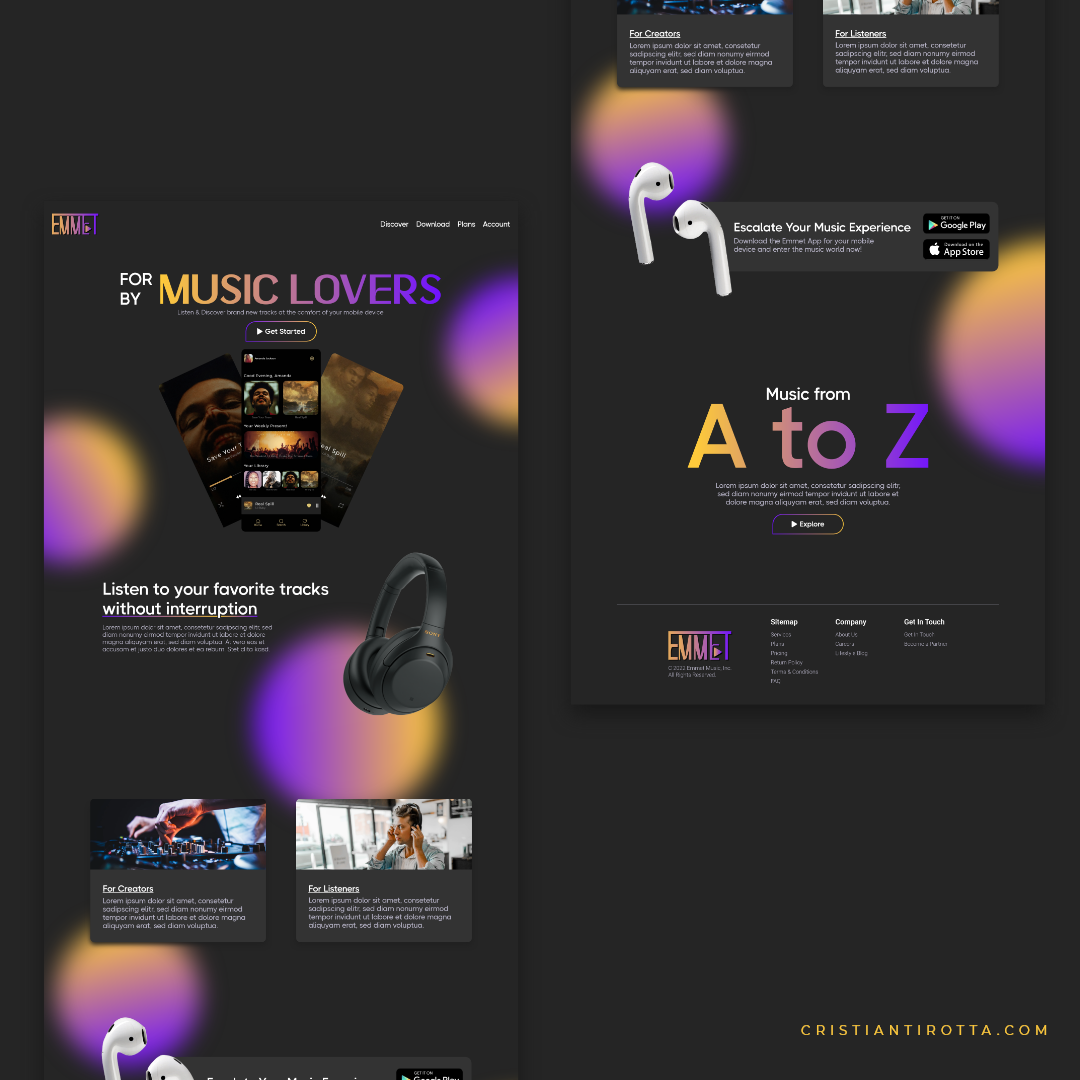 EMMET
Discover Download Plans Account
FOR
BY
MUSIC LOVERS
Listen & Discover brand new tracks at the comfort of your mobile device
Get Started
Good Evening, Amanda
Your Weekly Present
Your Library
Save Your T
eal Spill
Real Spill
Listen to your favorite tracks
without interruption
Lorem ipsum dolor sit amet, consetetur sadipscing elitr, sed
diam nonumy eirmod tempor invidunt ut labore et dolore
magna aliquyam erat, sed diam voluptua. At vero eos et
accusam et justo duo dolores et ea rebum. Stet clita kasd
SONY
For Creators
Lorem ipsum dolor sit amet, consetetur
sadipscing elitr, sed diam nonumy eirmod
tempor invidunt ut labore et dolore magna
aliquyam erat, sed diam voluptua.
For Listeners
Lorem ipsum dolor sit amet, consetetur
sadipscing elitr, sed diam nonumy eirmod
tempor invidunt ut labore et dolore magna
aliquyam erat, sed diam voluptua.
GET IT ON
For Creators
Lorem ipsum dolor sit amet, consetetur
sadipscing elitr, sed diam nonumy eirmod
tempor invidunt ut labore et dolore magna
aliquyam erat, sed diam voluptua.
For Listeners
Lorem ipsum dolor sit amet, consetetur
sadipscing elitr, sed diam nonumy eirmod
tempor invidunt ut labore et dolore magna
aliquyam erat, sed diam voluptua.
Escalate Your Music Experience
Download the Emmet App for your mobile
device and enter the music world now!
GET IT ON
Google Play
Download on the
App Store
Music from
A to Z
Lorem ipsum dolor sit amet, consetetur sadipscing elitr,
sed diam nonumy eirmod tempor invidunt ut labore et
dolore magna aliquyam erat, sed diam voluptua.
Explore
EMMET
© 2022 Emmet Music, Inc.
All Rights Reserved.
Sitemap
Services
Plans
Pricing
Return Policy
Terms & Conditions
FAQ
Company
About Us
Careers
Lifestyle Blog
Get In Touch
Get In Touch
Become a Partner
CRISTIANTIROTTA.COM